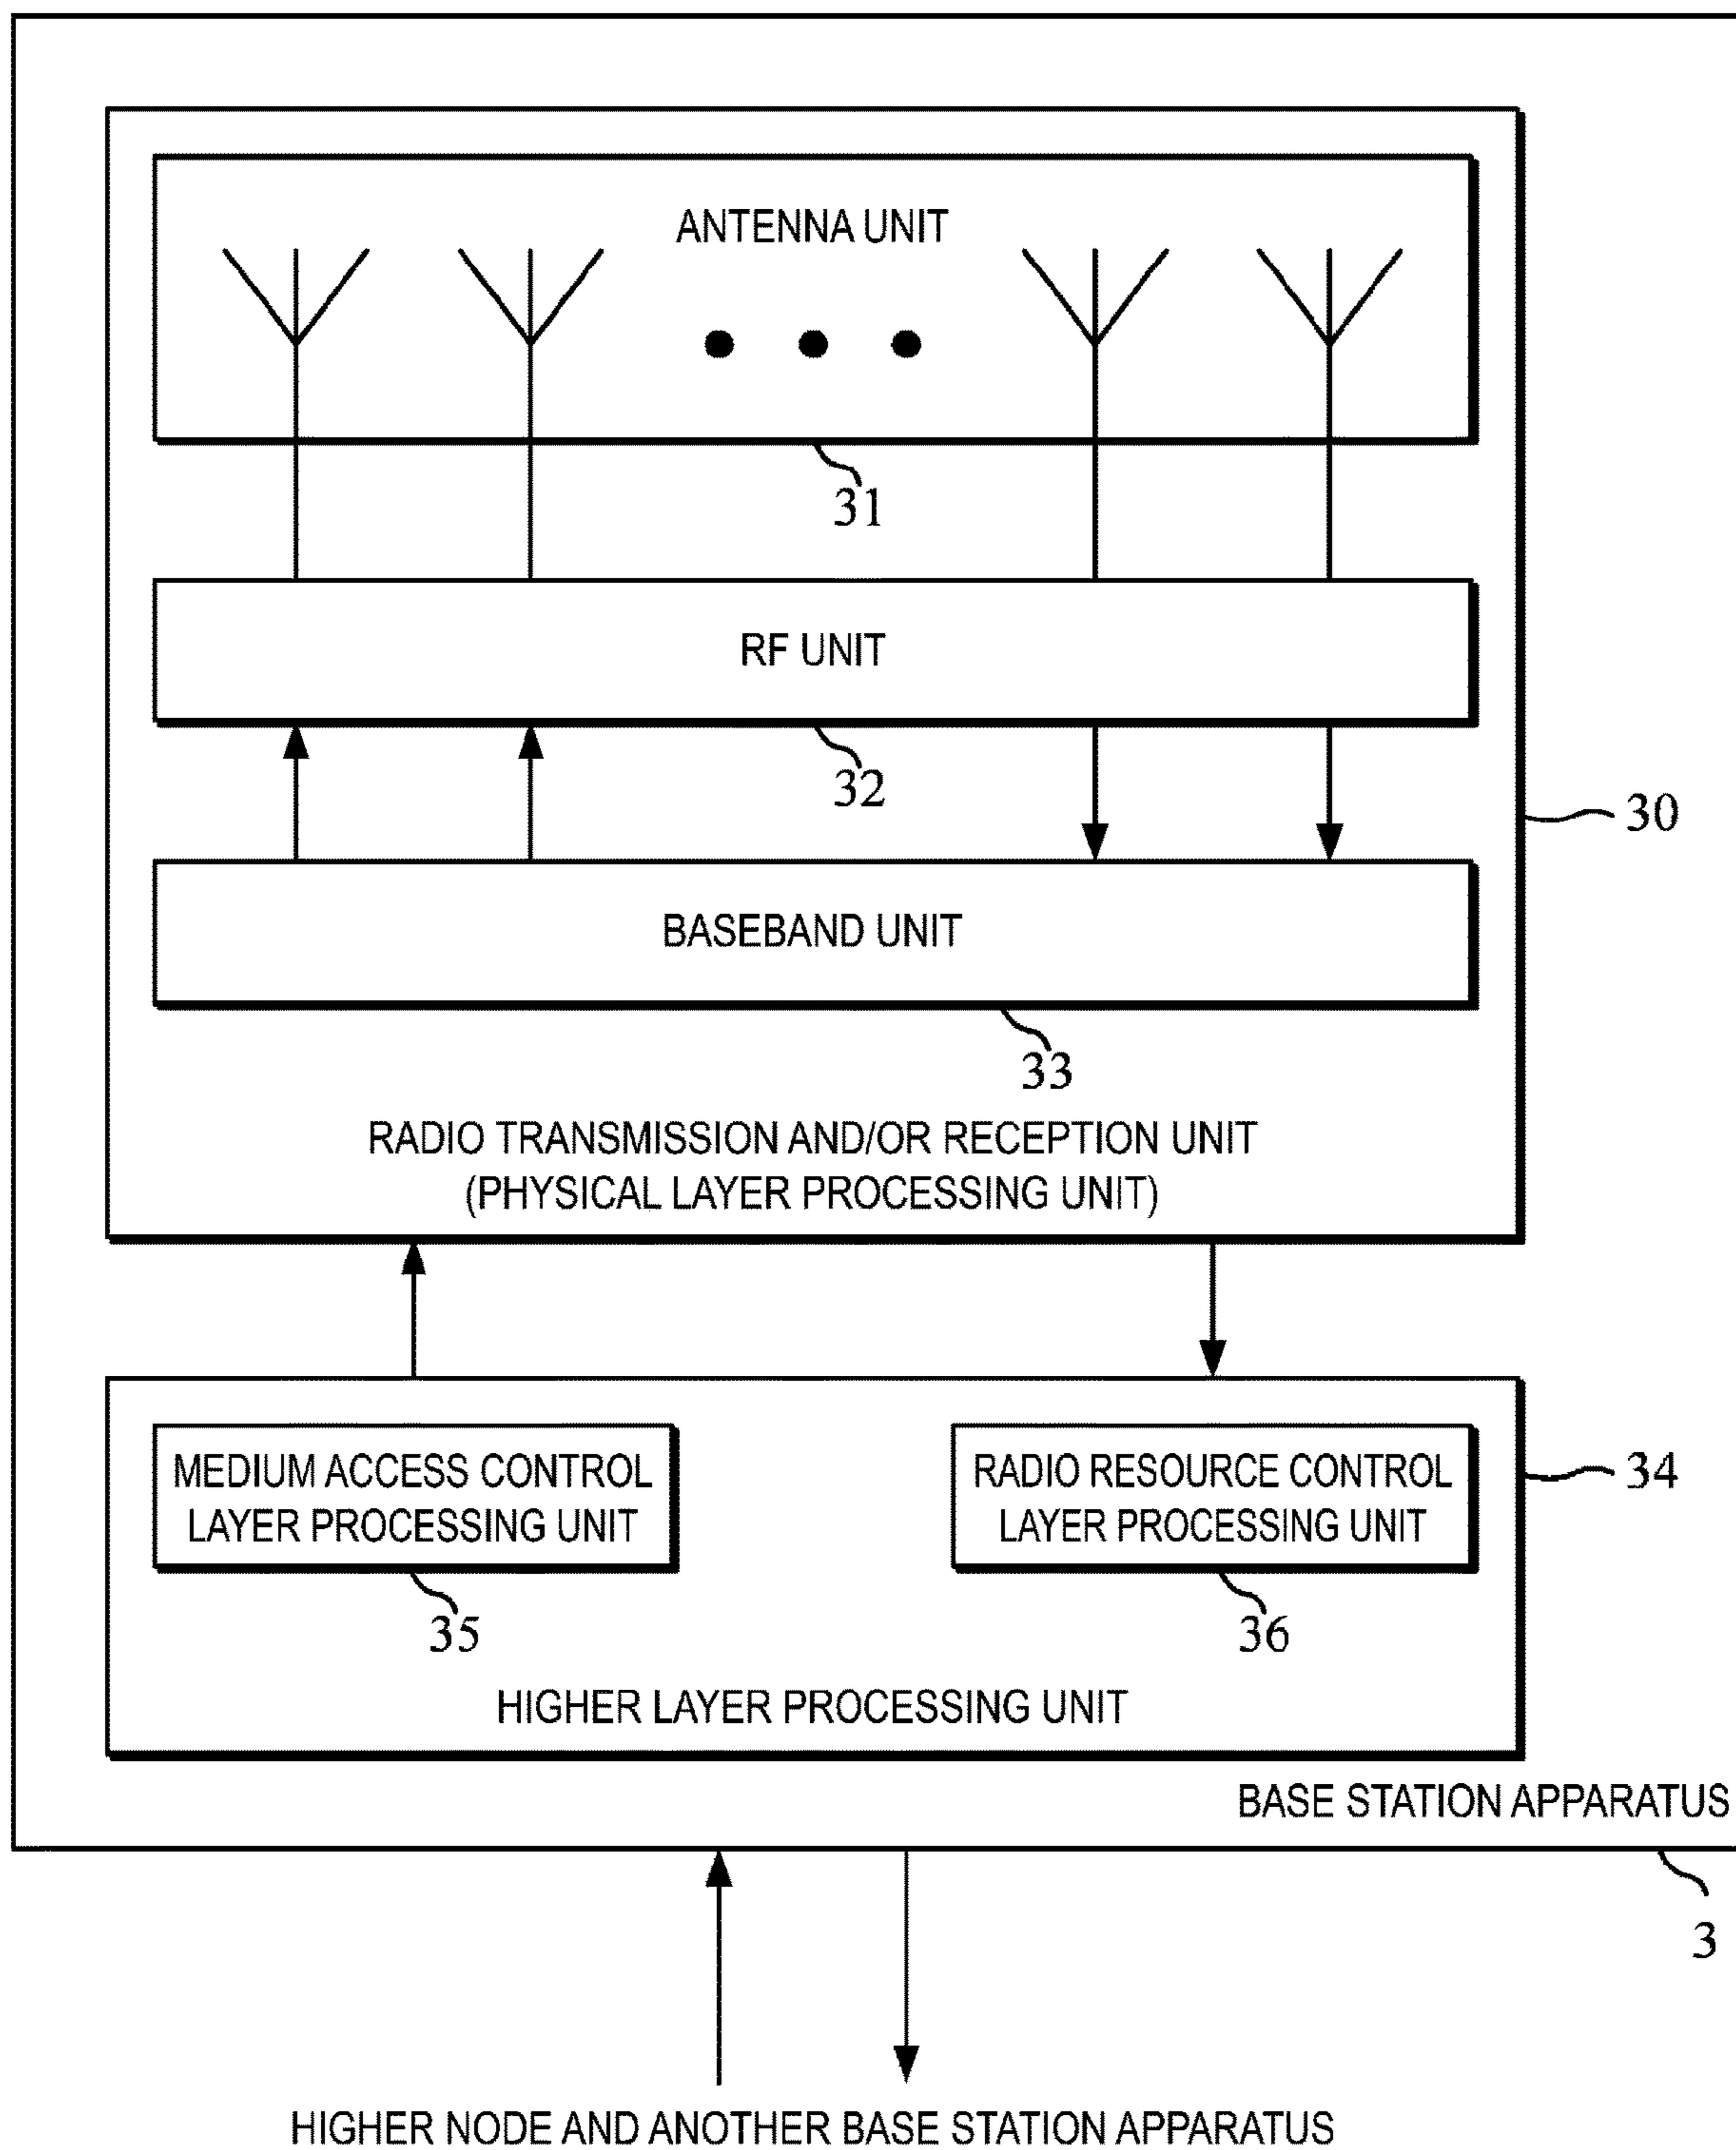 ANTENNA UNIT
31
RF UNIT
32
30
BASEBAND UNIT
33
RADIO TRANSMISSION AND/OR RECEPTION UNIT
(PHYSICAL LAYER PROCESSING UNIT)
MEDIUM ACCESS CONTROL
LAYER PROCESSING UNIT
35
RADIO RESOURCE CONTROL
LAYER PROCESSING UNIT
36
34
HIGHER LAYER PROCESSING UNIT
BASE STATION APPARATUS
3
HIGHER NODE AND ANOTHER BASE STATION APPARATUS